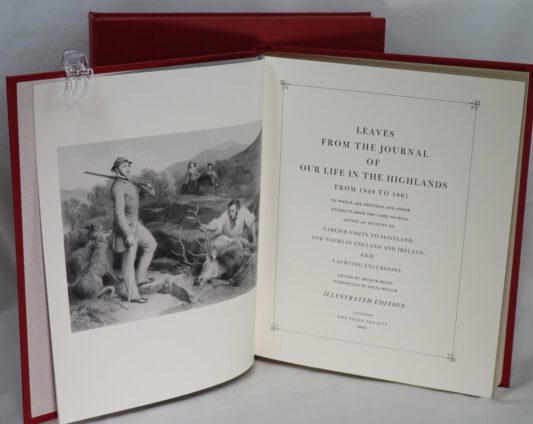 LEAVES
FROM THE JOURNAL
OF
OUR LIFE IN THE HIGHLANDS
FROM 1848 TO 1861
TO WHICH ARE PREFIXED AND ADDED
EXTRACTS FROM THE SAME JOURNAL
GIVING AN ACCOUNT OF
EARLIER VISITS TO SCOTLAND,
AND TOURS IN ENGLAND AND IRELAND,
AND
YACHTING EXCURSIONS
EDITED BY ARTHUR HELPS
INTRODUCED BY
ILLUSTRATED EDITION
LONDON
THE FOLIO SOCIETY